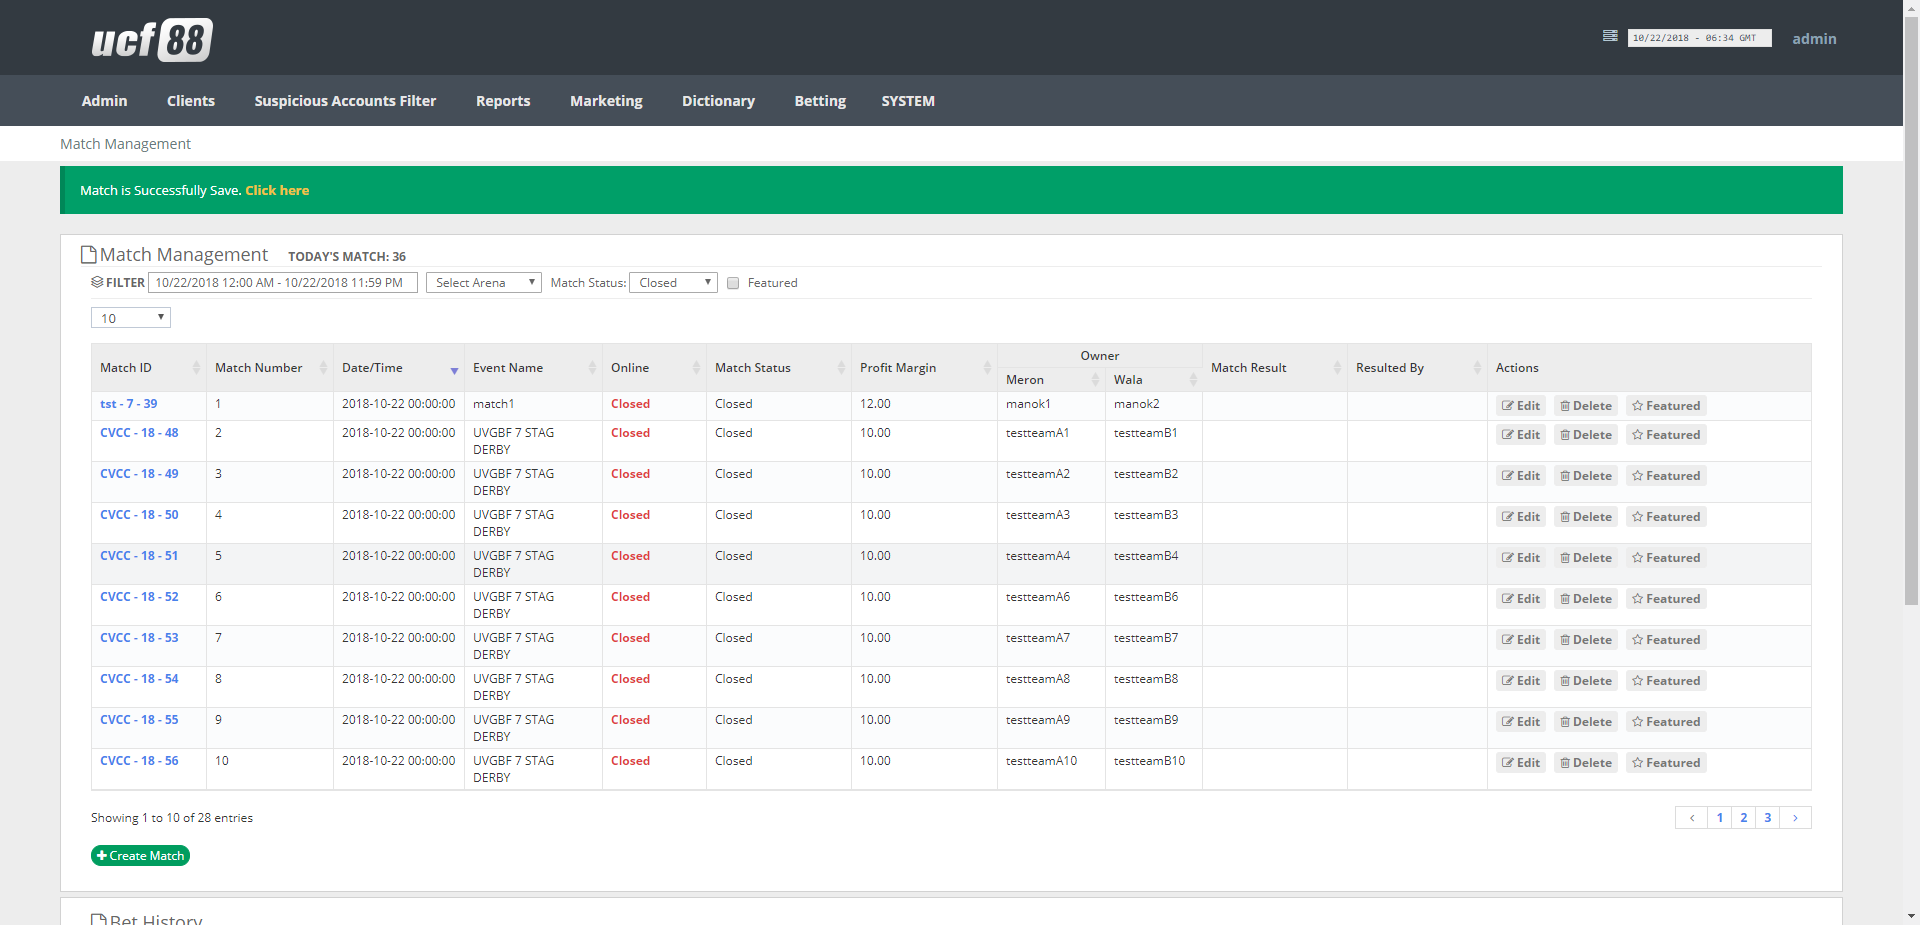 ucf88
10/22/2018 - 06:34 GMT
admin
Admin Clients Suspicious Accounts Filter Reports Marketing Dictionary Betting SYSTEM
Match Management
Match is Successfully Save. Click here
Match Management TODAY'S MATCH: 36
FILTER 10/22/2018 12:00 AM - 10/22/2018 11:59 PM Select Arena Match Status: Closed Featured
10
Owner
Match ID Match Number Date/Time Event Name Online Match Status Profit Margin Meron Wala Match Result Resulted By Actions
tst - 7 - 39 1 2018-10-22 00:00:00 match1 Closed Closed 12.00 manok1 manok2 Edit Delete Featured
CVCC - 18 - 48 2 2018-10-22 00:00:00 UVGBF 7 STAG Closed Closed 10.00 testteamA1 testteamB1 Edit Delete Featured
DERBY
CVCC - 18 - 49 3 2018-10-22 00:00:00 UVGBF 7 STAG Closed Closed 10.00 testteamA2 testteamB2 Edit Delete Featured
DERBY
CVCC - 18 - 50 4 2018-10-22 00:00:00 UVGBF 7 STAG Closed Closed 10.00 testteamA3 testteamB3 Edit Delete Featured
DERBY
CVCC - 18 - 51 5 2018-10-22 00:00:00 UVGBF 7 STAG Closed Closed 10.00 testteamA4 testteamB4 Edit Delete Featured
DERBY
CVCC - 18 - 52 6 2018-10-22 00:00:00 UVGBF 7 STAG Closed Closed 10.00 testteamA6 testteamB6 Edit Delete Featured
DERBY
CVCC - 18 - 53 7 2018-10-22 00:00:00 UVGBF 7 STAG Closed Closed 10.00 testteamA7 testteamB7 Edit Delete Featured
DERBY
CVCC - 18 - 54 8 2018-10-22 00:00:00 UVGBF 7 STAG Closed Closed 10.00 testteamA8 testteamB8 Edit Delete Featured
DERBY
CVCC - 18 - 55 9 2018-10-22 00:00:00 UVGBF 7 STAG Closed Closed 10.00 testteamA9 testteamB9 Edit Delete Featured
DERBY
CVCC - 18 - 56 10 2018-10-22 00:00:00 UVGBF 7 STAG Closed Closed 10.00 testteamA10 testteamB10 Edit Delete Featured
DERBY
Showing 1 to 10 of 28 entries ‹ 1 2 3 ›
Create Match
Bet History